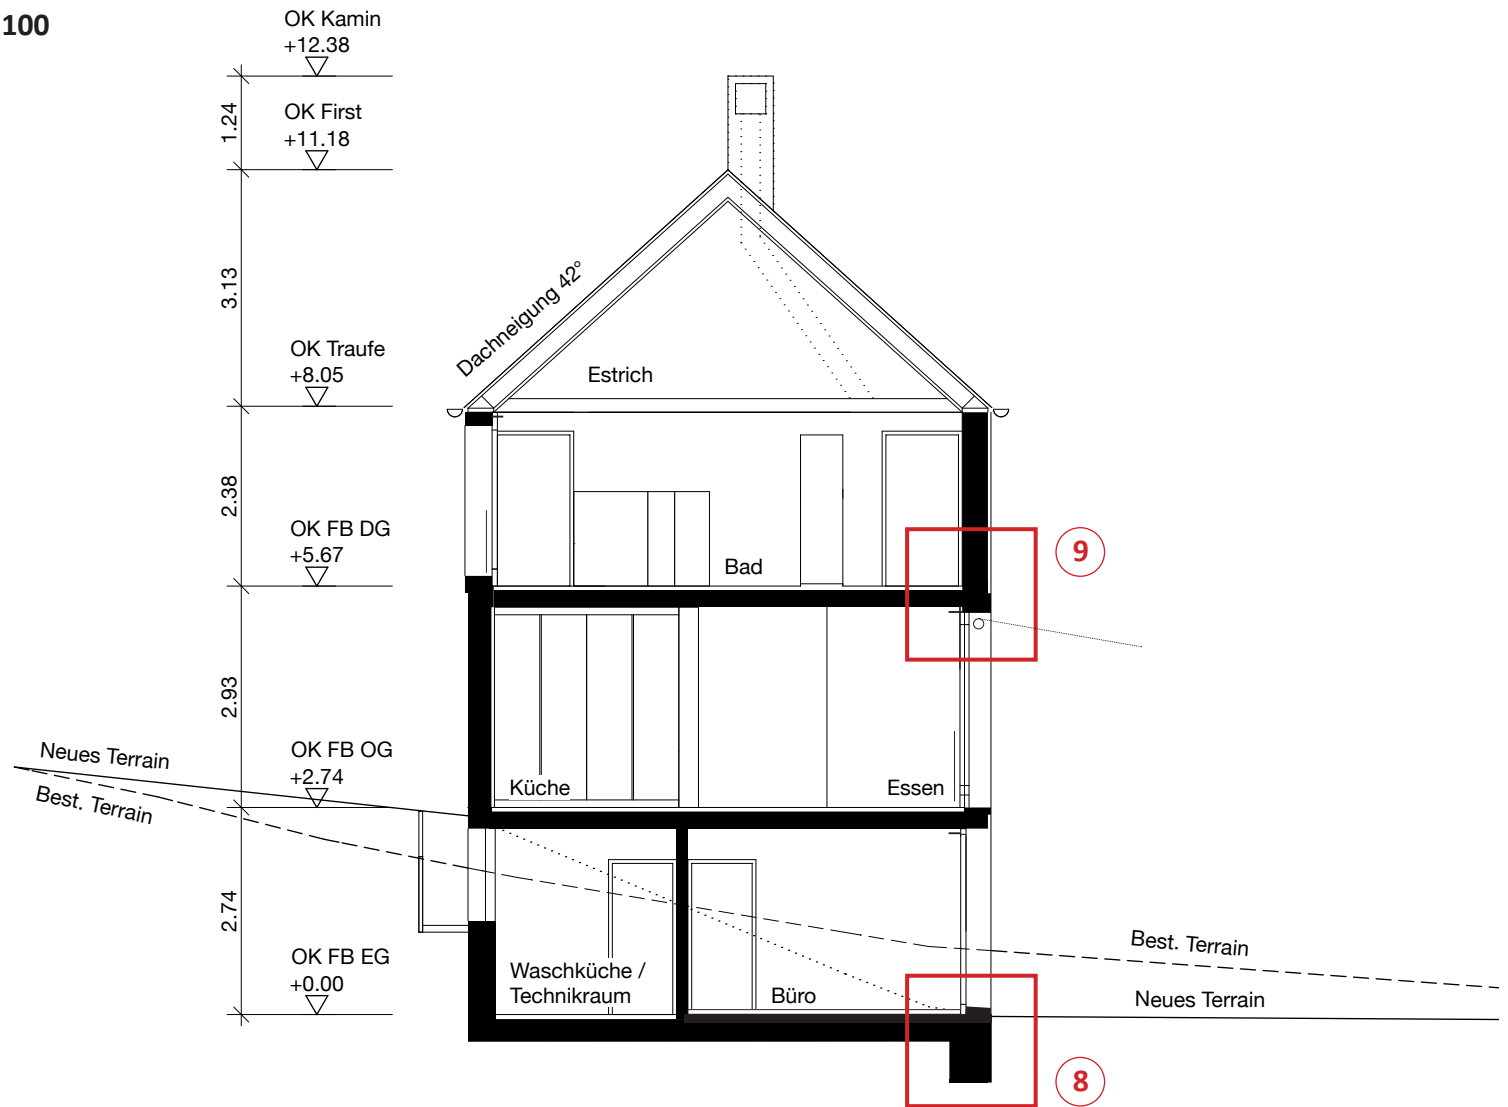 100
OK Kamin
+12.38
1.24
OK First
+11.18
3.13
Dachneigung 42°
OK Traufe
+8.05
Estrich
2.38
OK FB DG
+5.67
Bad
9
2.93
Neues Terrain
OK FB OG
+2.74
Best. Terrain
Küche
Essen
2.74
OK FB EG
+0.00
Waschküche /
Technikraum
Büro
Best. Terrain
Neues Terrain
8